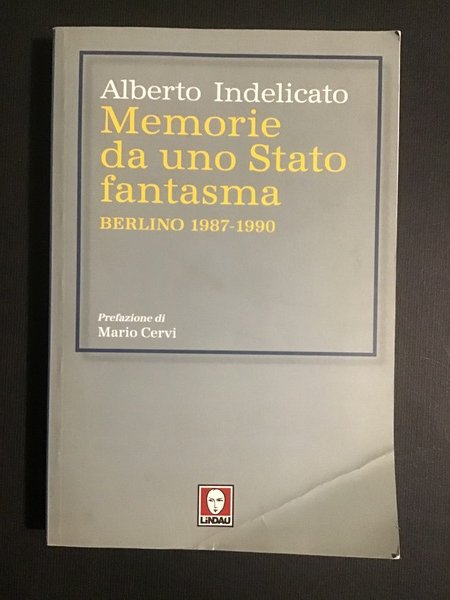 Alberto Indelicato
Memorie
da uno Stato
fantasma
BERLINO 1987-1990
Prefazione di
Mario Cervi
LiNDAU